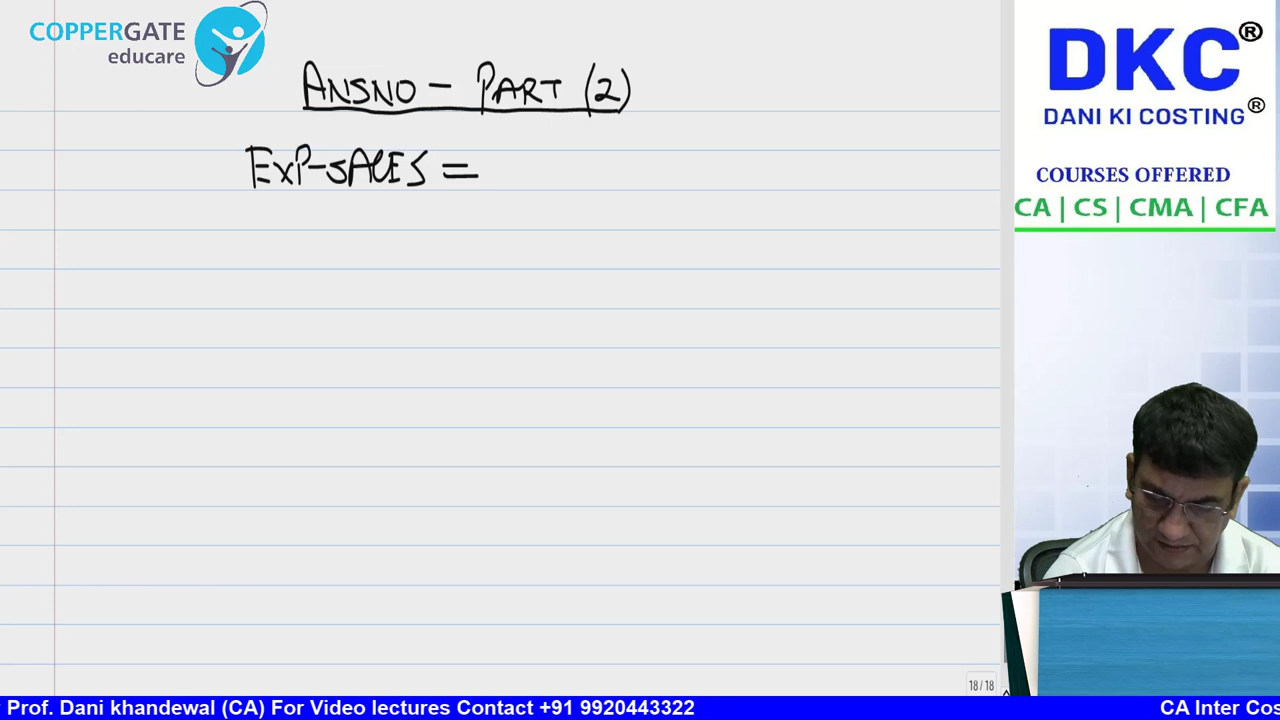 COPPERGATE
educare
ANSNO - PART (2)
EXP-SALES =
DKC®
DANI KI COSTING®
COURSES OFFERED
CA | CS | CMA | CFA
18/18
Prof. Dani khandewal (CA) For Video lectures Contact +91 9920443322
CA Inter Cos